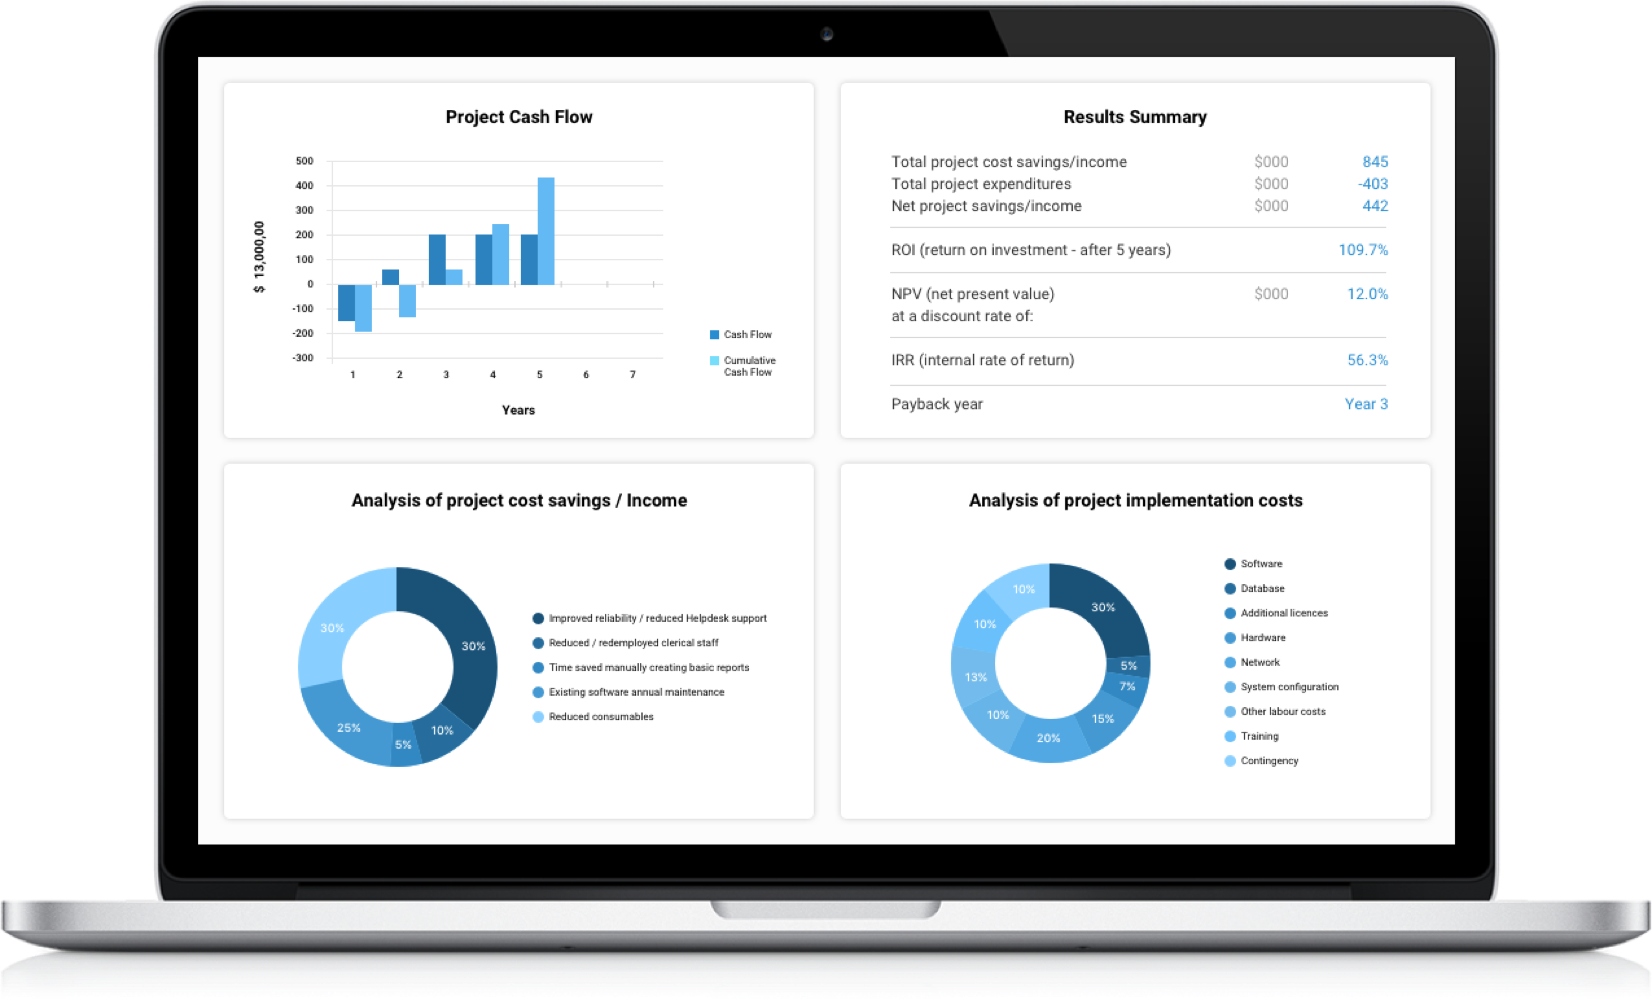 Project Cash Flow
500
400
300
200
100
0
-100
-200
-300
$ 13,000,00
1 2 3 4 5 6 7
Years
Cash Flow
Cumulative
Cash Flow
Results Summary
Total project cost savings/income $000 845
Total project expenditures $000 -403
Net project savings/income $000 442
ROI (return on investment - after 5 years) 109.7%
NPV (net present value) $000 12.0%
at a discount rate of:
IRR (internal rate of return) 56.3%
Payback year Year 3
Analysis of project cost savings / Income
30%
30%
10%
5%
25%
Improved reliability / reduced Helpdesk support
Reduced / redemployed clerical staff
Time saved manually creating basic reports
Existing software annual maintenance
Reduced consumables
Analysis of project implementation costs
10%
30%
10%
5%
13%
7%
10%
15%
20%
Software
Database
Additional licences
Hardware
Network
System configuration
Other labour costs
Training
Contingency